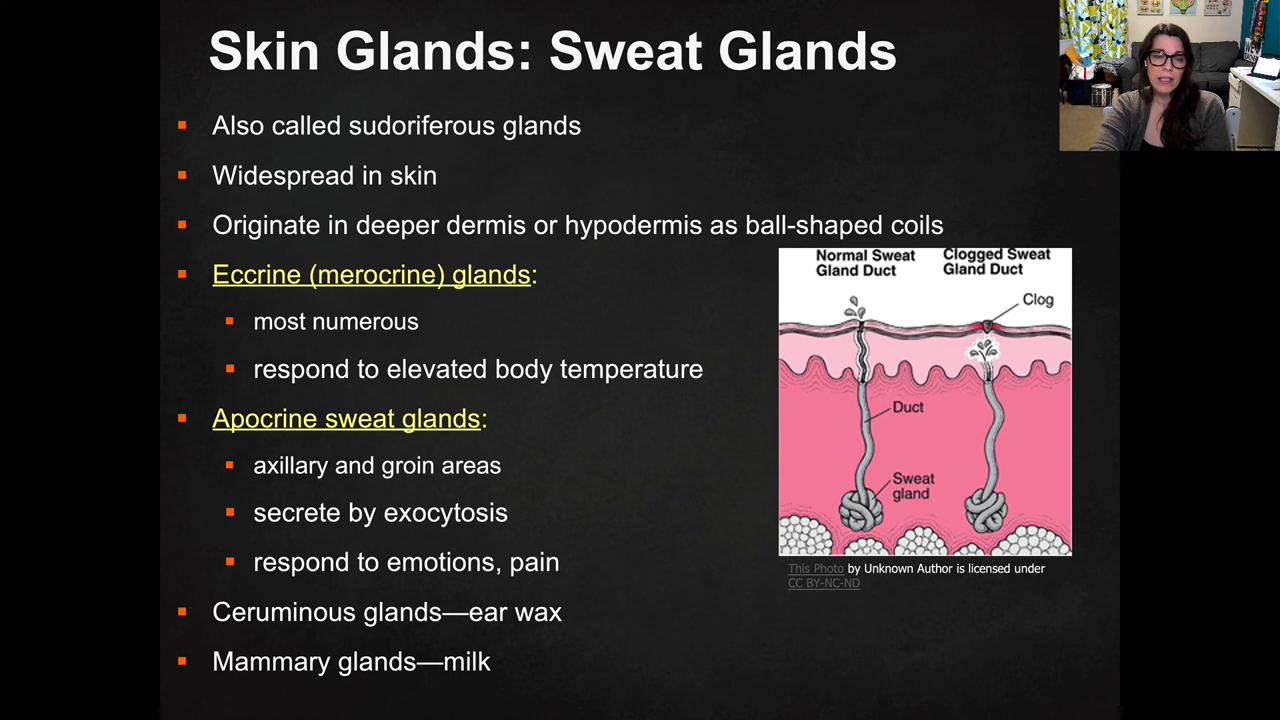 Skin Glands: Sweat Glands
Also called sudoriferous glands
Widespread in skin
Originate in deeper dermis or hypodermis as ball-shaped coils
Eccrine (merocrine) glands:
most numerous
respond to elevated body temperature
Apocrine sweat glands:
axillary and groin areas
secrete by exocytosis
respond to emotions, pain
Ceruminous glands—ear wax
Mammary glands—milk
Normal Sweat
Gland Duct
Clogged Sweat
Gland Duct
Clog
Duct
Sweat
gland
This Photo by Unknown Author is licensed under
CC BY-NC-ND